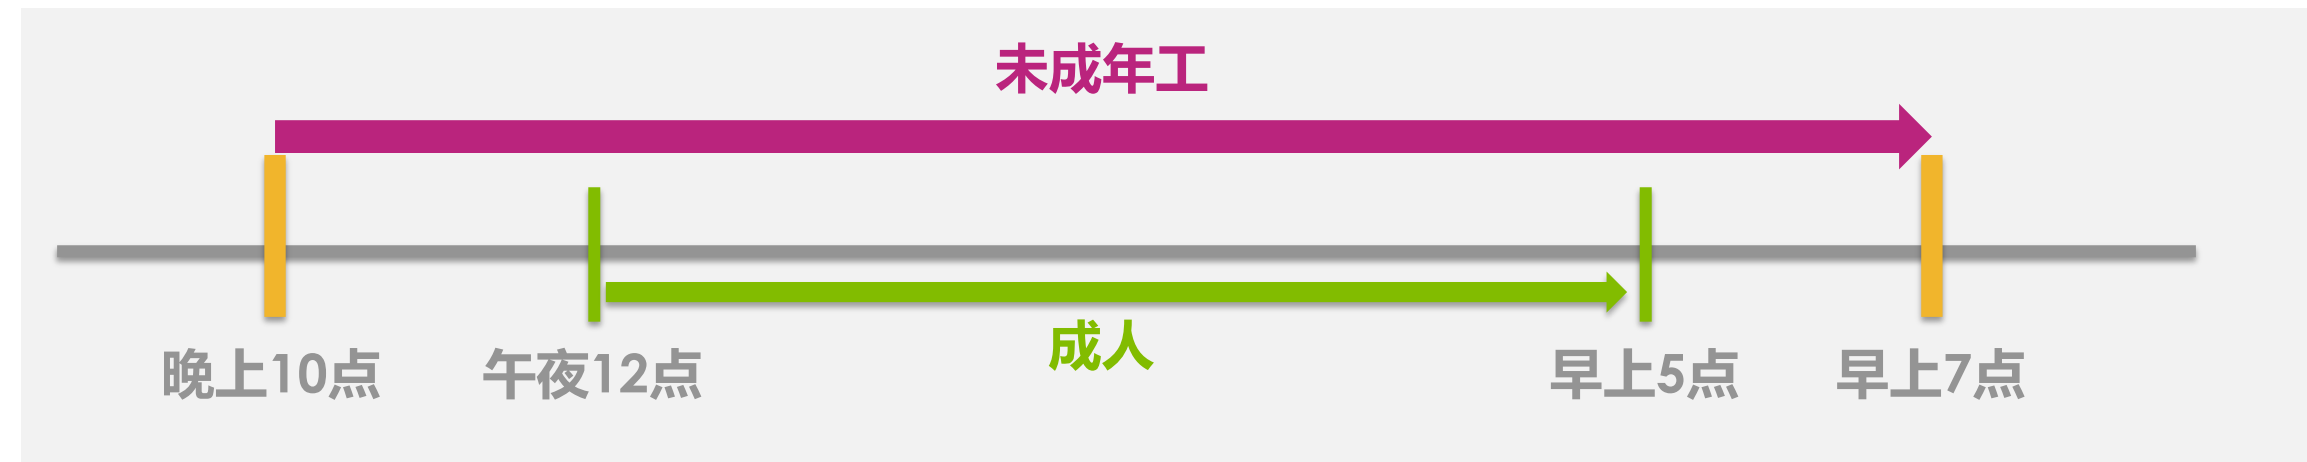 未成年工
成人
晚上10点
午夜12点
早上5点
早上7点